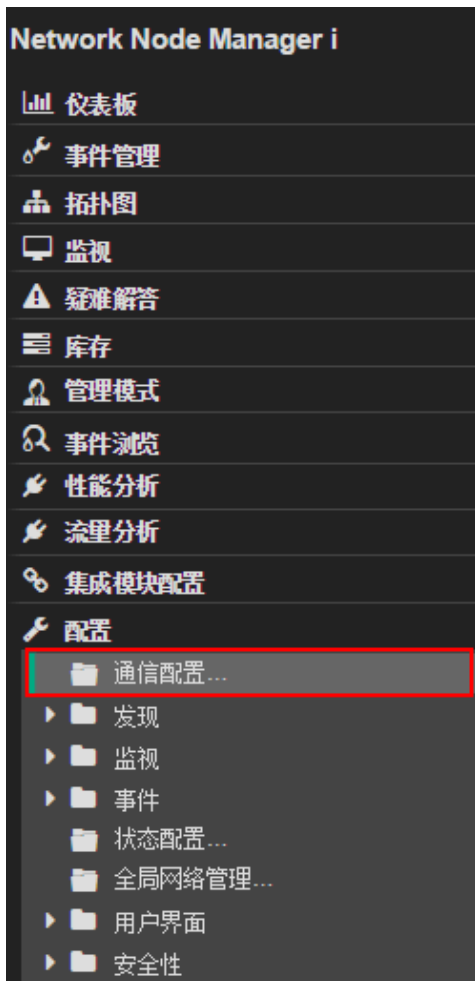 Network Node Manager i
仪表板
事件管理
拓扑图
监视
疑难解答
库存
管理模式
事件浏览
性能分析
流量分析
集成模块配置
配置
通信配置...
发现
监视
事件
状态配置...
全局网络管理...
用户界面
安全性